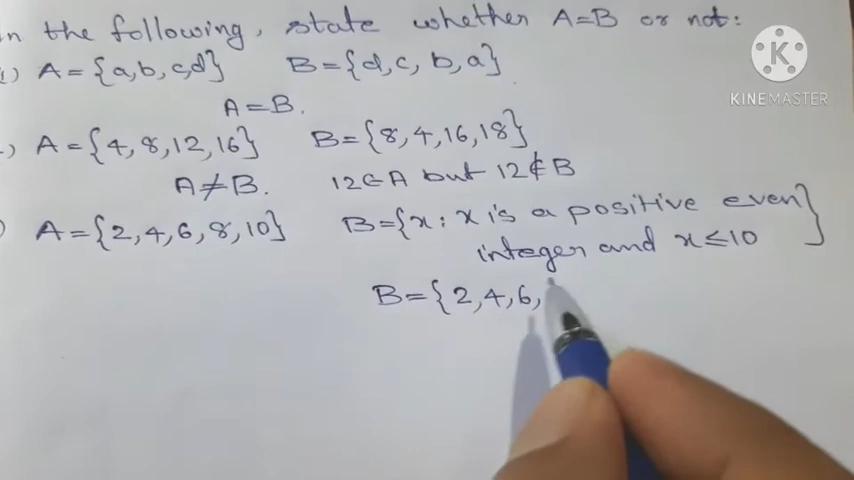 n the following, state whether A=B or not:
i) A={a,b,c,d} B={d,c,b,a}
A=B.
) A={4,8,12,16} B={8,4,16,18}
A≠B. 12∈A but 12∉B
) A={2,4,6,8,10} B={x: x is a positive even
integer and x≤10}
B={2,4,6,
KINEMASTER